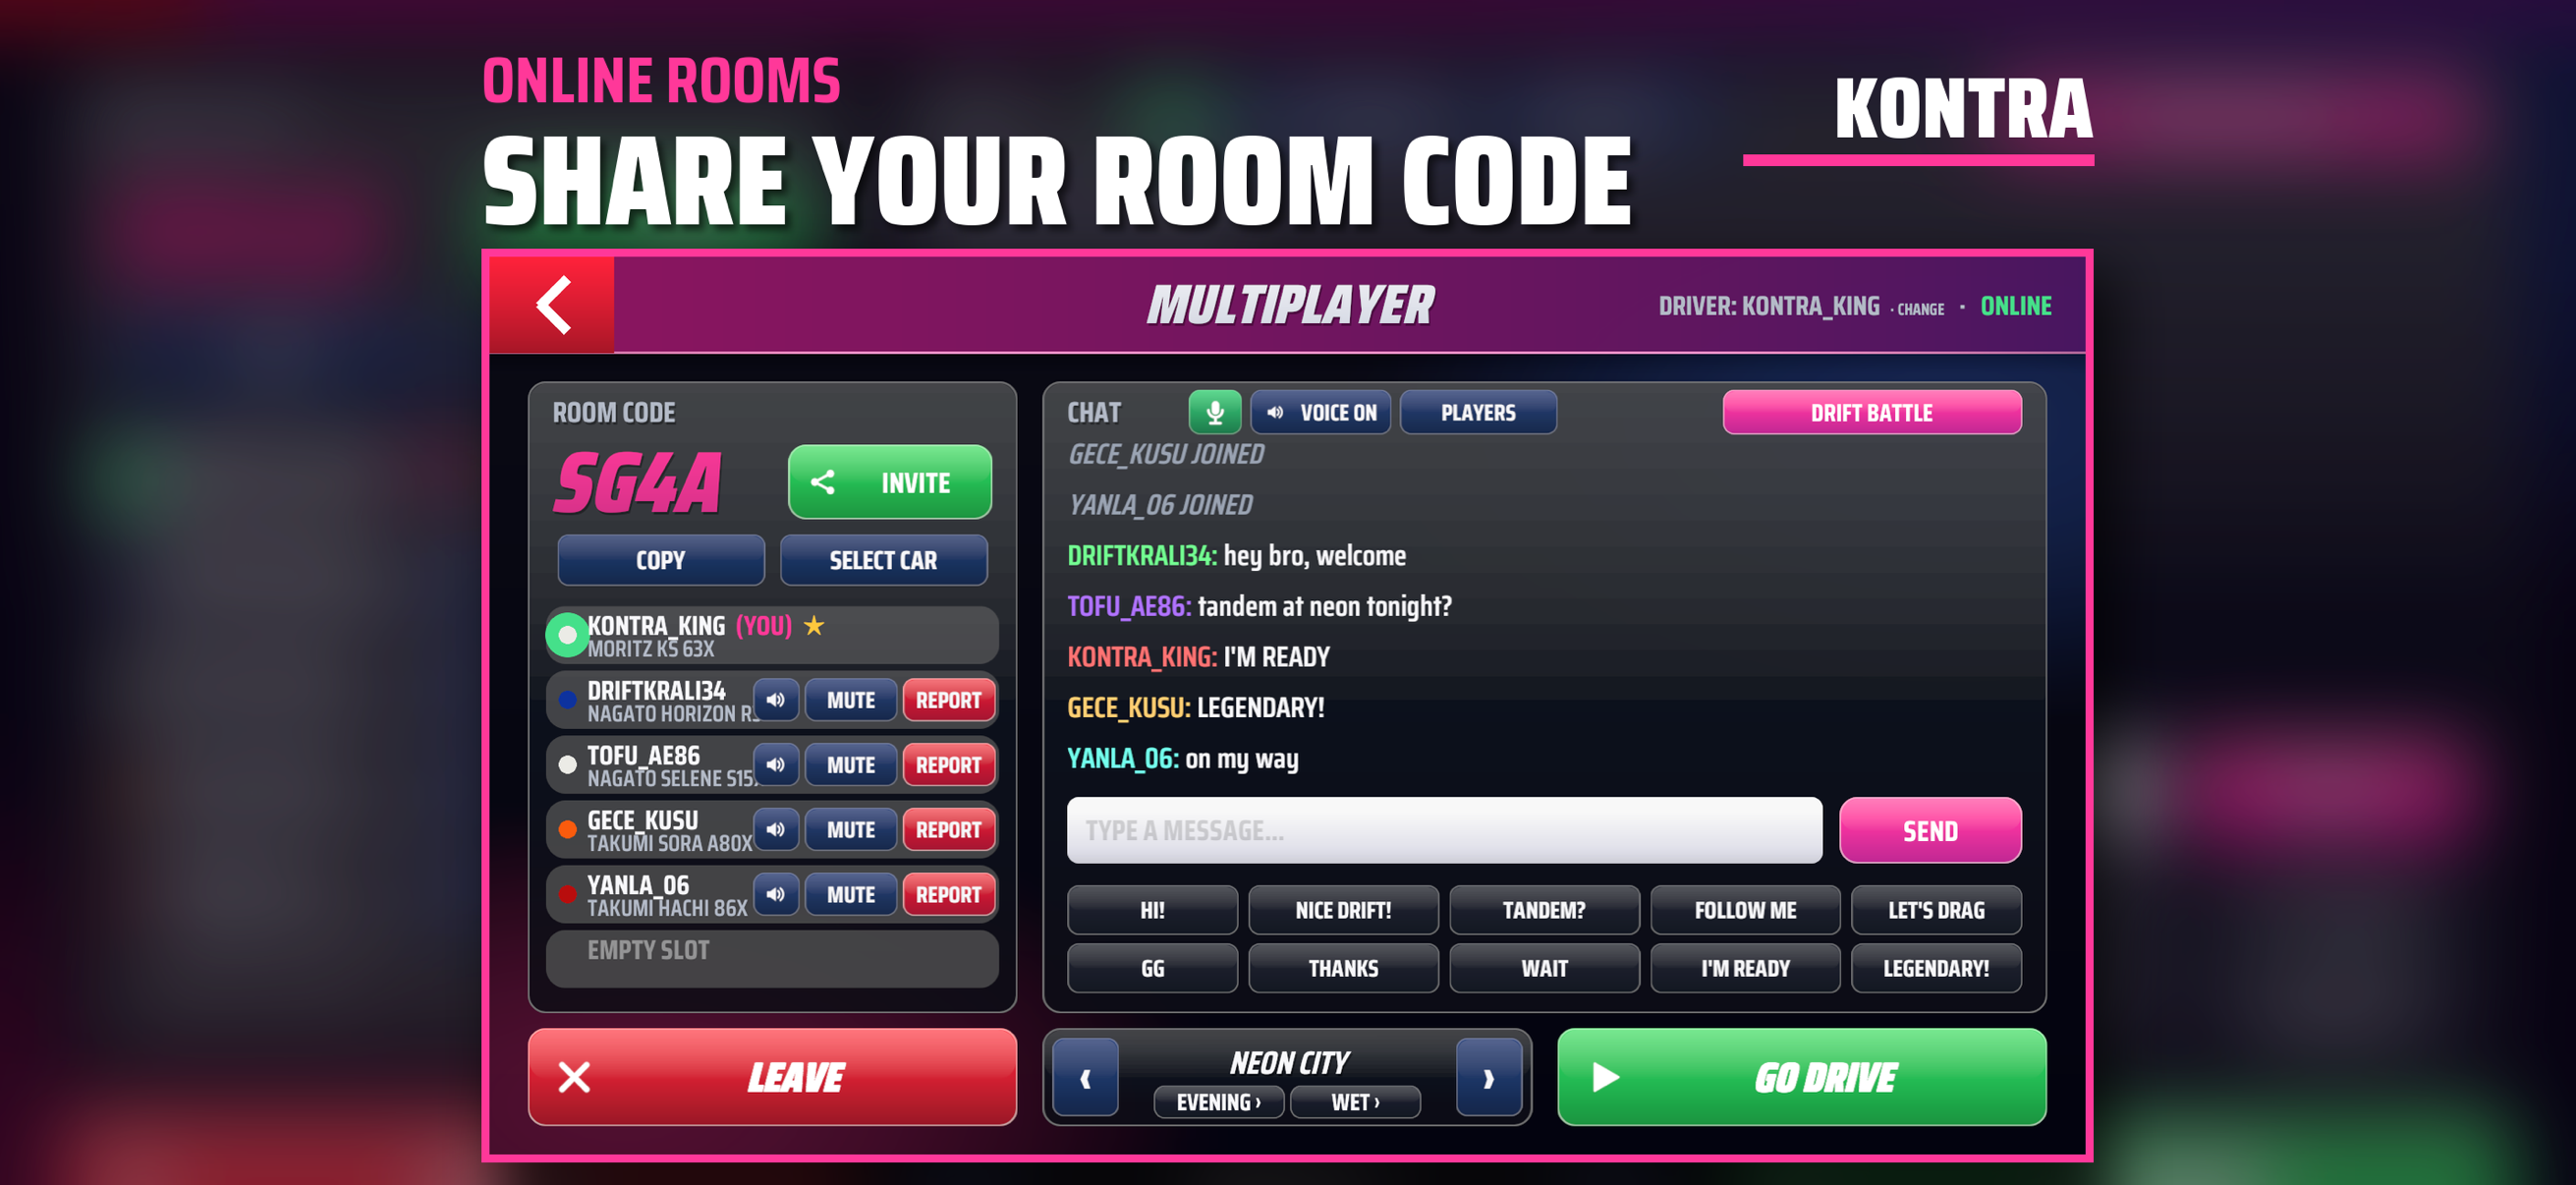 ONLINE ROOMS
SHARE YOUR ROOM CODE
KONTRA
MULTIPLAYER
DRIVER: KONTRA_KING · CHANGE · ONLINE
ROOM CODE
SG4A
INVITE
COPY
SELECT CAR
KONTRA_KING (YOU) ★
MORITZ KS 63X
DRIFTKRALI34
NAGATO HORIZON
MUTE
REPORT
TOFU_AE86
NAGATO SELENE
MUTE
REPORT
GECE_KUSU
TAKUMI SORA A80X
MUTE
REPORT
YANLA_06
TAKUMI HACHI 86X
MUTE
REPORT
EMPTY SLOT
CHAT
VOICE ON
PLAYERS
DRIFT BATTLE
GECE_KUSU JOINED
YANLA_06 JOINED
DRIFTKRALI34: hey bro, welcome
TOFU_AE86: tandem at neon tonight?
KONTRA_KING: I'M READY
GECE_KUSU: LEGENDARY!
YANLA_06: on my way
TYPE A MESSAGE...
SEND
HI!
NICE DRIFT!
TANDEM?
FOLLOW ME
LET'S DRAG
GG
THANKS
WAIT
I'M READY
LEGENDARY!
LEAVE
NEON CITY
EVENING ›
WET ›
GO DRIVE